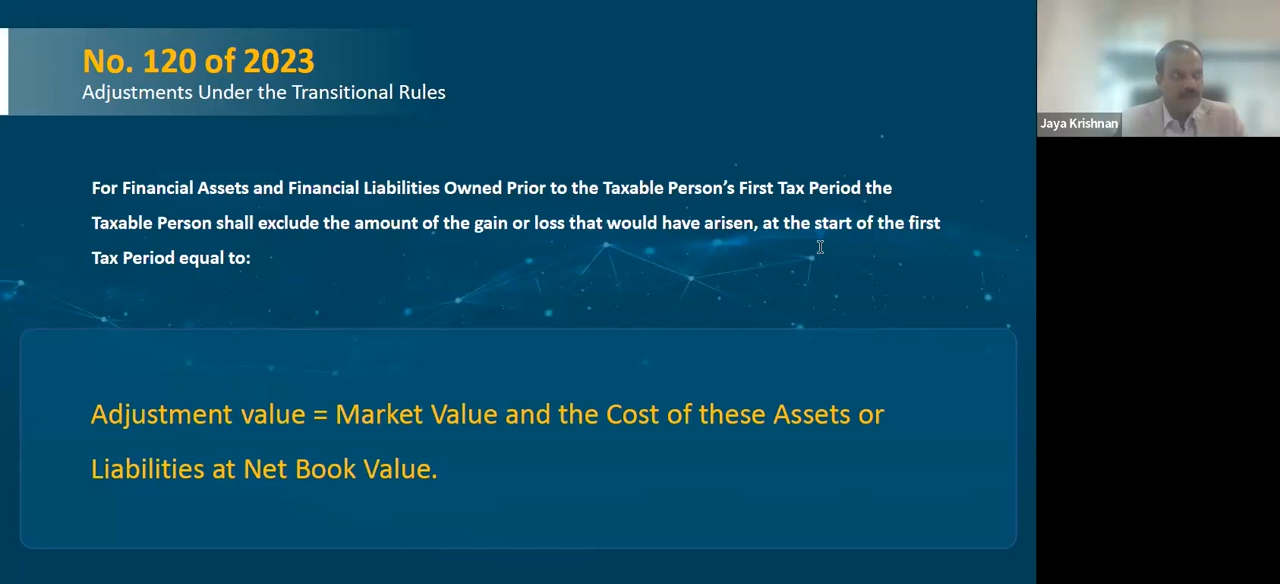 No. 120 of 2023
Adjustments Under the Transitional Rules
Jaya Krishnan
For Financial Assets and Financial Liabilities Owned Prior to the Taxable Person’s First Tax Period the
Taxable Person shall exclude the amount of the gain or loss that would have arisen, at the start of the first
Tax Period equal to:
Adjustment value = Market Value and the Cost of these Assets or
Liabilities at Net Book Value.